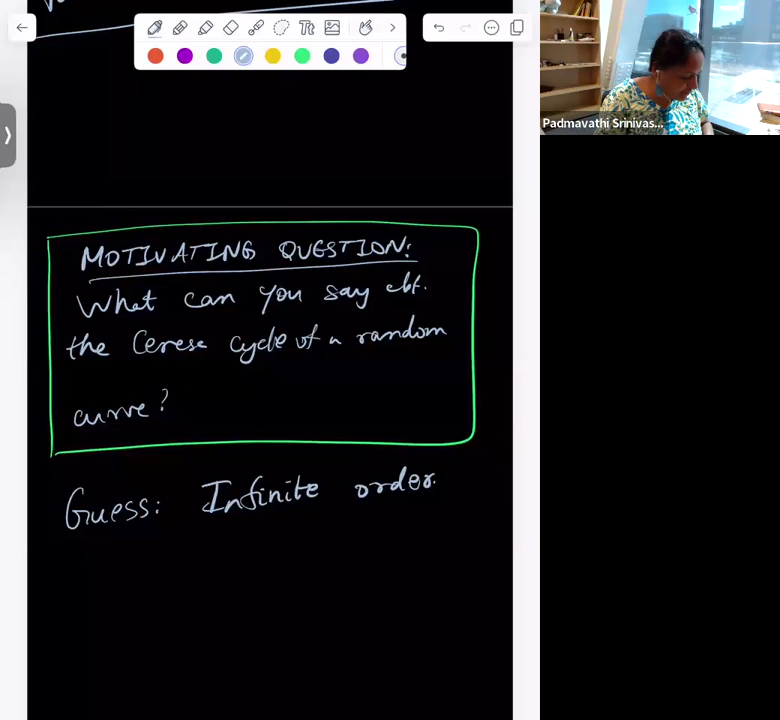 Padmavathi Srinivas...
MOTIVATING QUESTION:
What can you say abt.
the Ceresa cycle of a random
curve?
Guess: Infinite order.